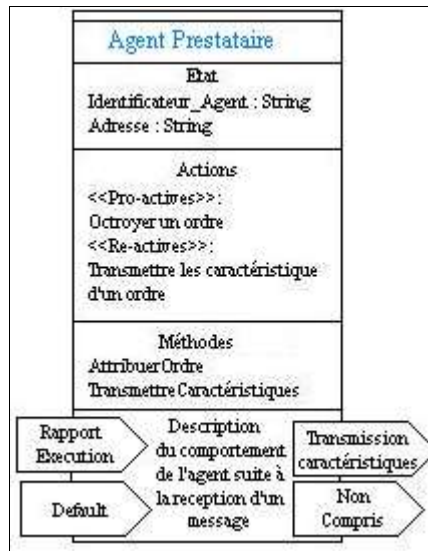 Agent Prestataire
Etat
Identificateur_Agent : String
Adresse : String
Actions
<<Pro-actives>>:
Octroyer un ordre
<<Re-actives>>:
Transmettre les caractéristique
d'un ordre
Méthodes
AttribuerOrdre
TransmettreCaractéristiques
Rapport
Execution
Default
Description
du comportement
de l'agent suite à
la reception d'un
message
Transmission
caractéristiques
Non
Compris